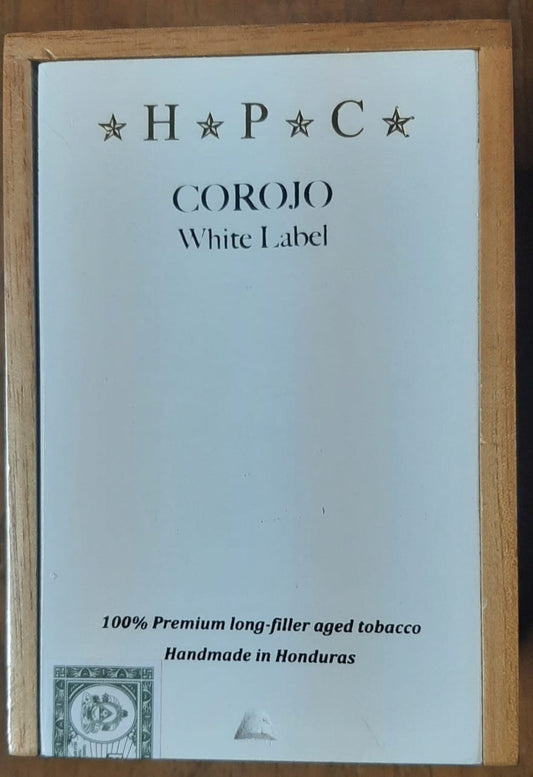 ★ H ★ P ★ C ★
COROJO
White Label
100% Premium long-filler aged tobacco
Handmade in Honduras